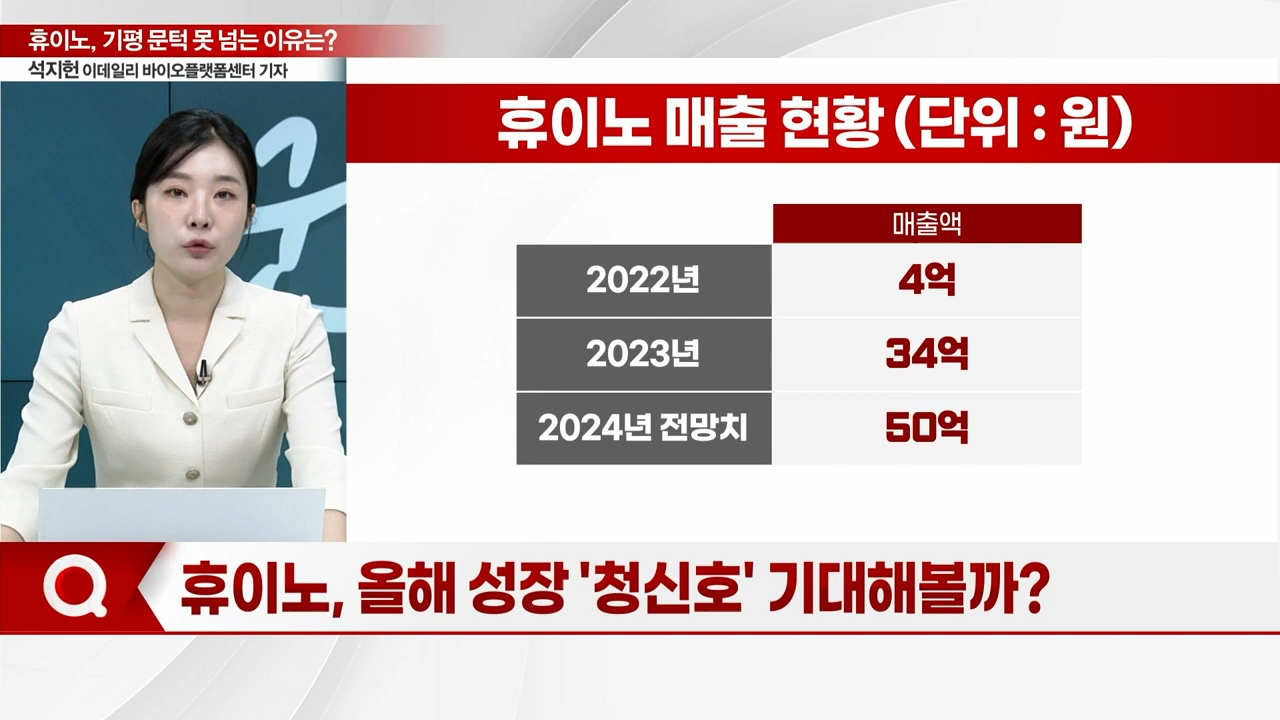 휴이노, 기평 문턱 못 넘는 이유는?
석지헌 이데일리 바이오플랫폼센터 기자
휴이노 매출 현황 (단위 : 원)
매출액
2022년 4억
2023년 34억
2024년 전망치 50억
Q 휴이노, 올해 성장 '청신호' 기대해볼까?